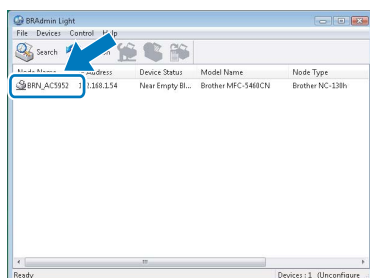 BRAdmin Light
File Devices Control Help
Search
Node Name Address Device Status Model Name Node Type
BRN_AC5952 192.168.1.54 Near Empty Bl... Brother MFC-5460CN Brother NC-130h
Ready Devices : 1 (Unconfigure